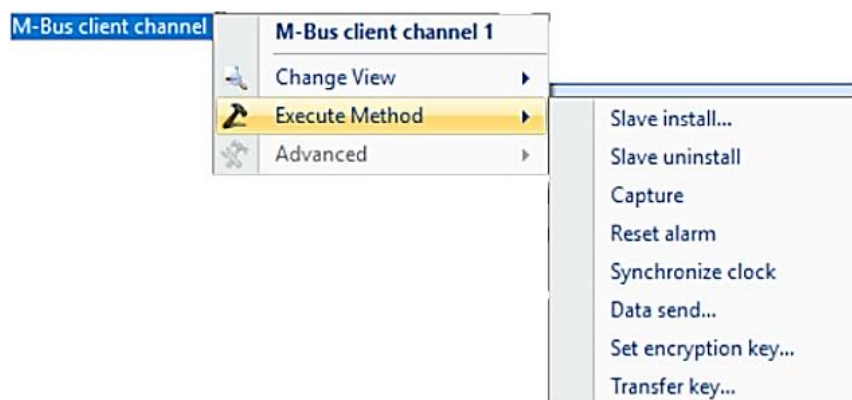 M-Bus client channel
M-Bus client channel 1
Change View
Execute Method
Advanced
Slave install...
Slave uninstall
Capture
Reset alarm
Synchronize clock
Data send...
Set encryption key...
Transfer key...